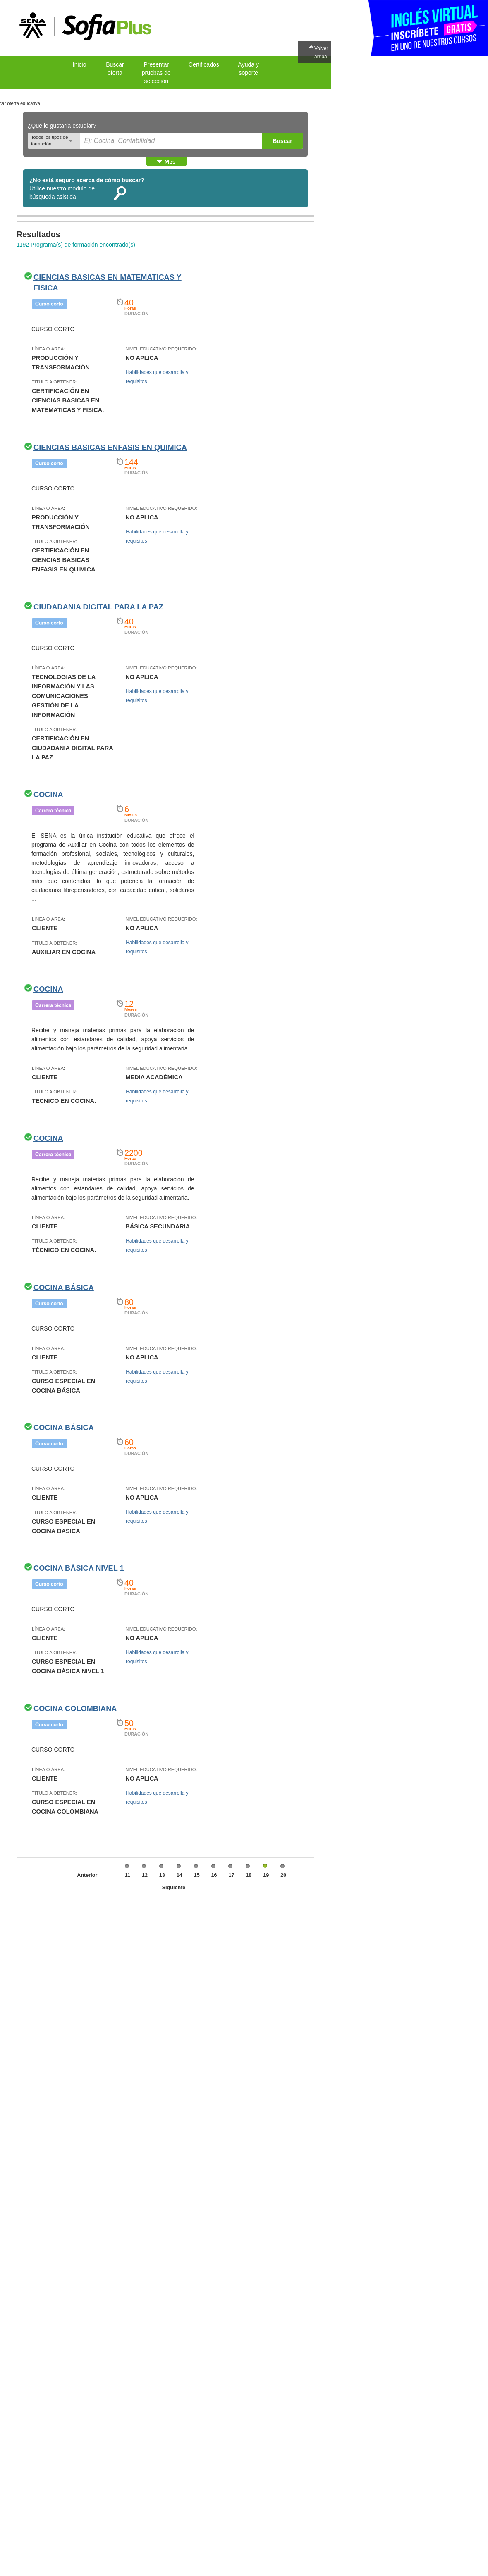 SENA
SofiaPlus
INGLÉS VIRTUAL
INSCRÍBETE GRATIS
EN UNO DE NUESTROS CURSOS
Volver
arriba
Inicio
Buscar
oferta
Presentar
pruebas de
selección
Certificados
Ayuda y
soporte
car oferta educativa
¿Qué le gustaría estudiar?
Todos los tipos de
formación
Ej: Cocina, Contabilidad
Buscar
Más
¿No está seguro acerca de cómo buscar?
Utilice nuestro módulo de
búsqueda asistida
Resultados
1192 Programa(s) de formación encontrado(s)
CIENCIAS BASICAS EN MATEMATICAS Y
FISICA
Curso corto
40
Horas
DURACIÓN
CURSO CORTO
LÍNEA O ÁREA:
PRODUCCIÓN Y
TRANSFORMACIÓN
TITULO A OBTENER:
CERTIFICACIÓN EN
CIENCIAS BASICAS EN
MATEMATICAS Y FISICA.
NIVEL EDUCATIVO REQUERIDO:
NO APLICA
Habilidades que desarrolla y
requisitos
CIENCIAS BASICAS ENFASIS EN QUIMICA
Curso corto
144
Horas
DURACIÓN
CURSO CORTO
LÍNEA O ÁREA:
PRODUCCIÓN Y
TRANSFORMACIÓN
TITULO A OBTENER:
CERTIFICACIÓN EN
CIENCIAS BASICAS
ENFASIS EN QUIMICA
NIVEL EDUCATIVO REQUERIDO:
NO APLICA
Habilidades que desarrolla y
requisitos
CIUDADANIA DIGITAL PARA LA PAZ
Curso corto
40
Horas
DURACIÓN
CURSO CORTO
LÍNEA O ÁREA:
TECNOLOGÍAS DE LA
INFORMACIÓN Y LAS
COMUNICACIONES
GESTIÓN DE LA
INFORMACIÓN
TITULO A OBTENER:
CERTIFICACIÓN EN
CIUDADANIA DIGITAL PARA
LA PAZ
NIVEL EDUCATIVO REQUERIDO:
NO APLICA
Habilidades que desarrolla y
requisitos
COCINA
Carrera técnica
6
Meses
DURACIÓN
El SENA es la única institución educativa que ofrece el
programa de Auxiliar en Cocina con todos los elementos de
formación profesional, sociales, tecnológicos y culturales,
metodologías de aprendizaje innovadoras, acceso a
tecnologías de última generación, estructurado sobre métodos
más que contenidos; lo que potencia la formación de
ciudadanos librepensadores, con capacidad critica,, solidarios
...
LÍNEA O ÁREA:
CLIENTE
TITULO A OBTENER:
AUXILIAR EN COCINA
NIVEL EDUCATIVO REQUERIDO:
NO APLICA
Habilidades que desarrolla y
requisitos
COCINA
Carrera técnica
12
Meses
DURACIÓN
Recibe y maneja materias primas para la elaboración de
alimentos con estandares de calidad, apoya servicios de
alimentación bajo los parámetros de la seguridad alimentaria.
LÍNEA O ÁREA:
CLIENTE
TITULO A OBTENER:
TÉCNICO EN COCINA.
NIVEL EDUCATIVO REQUERIDO:
MEDIA ACADÉMICA
Habilidades que desarrolla y
requisitos
COCINA
Carrera técnica
2200
Horas
DURACIÓN
Recibe y maneja materias primas para la elaboración de
alimentos con estandares de calidad, apoya servicios de
alimentación bajo los parámetros de la seguridad alimentaria.
LÍNEA O ÁREA:
CLIENTE
TITULO A OBTENER:
TÉCNICO EN COCINA.
NIVEL EDUCATIVO REQUERIDO:
BÁSICA SECUNDARIA
Habilidades que desarrolla y
requisitos
COCINA BÁSICA
Curso corto
80
Horas
DURACIÓN
CURSO CORTO
LÍNEA O ÁREA:
CLIENTE
TITULO A OBTENER:
CURSO ESPECIAL EN
COCINA BÁSICA
NIVEL EDUCATIVO REQUERIDO:
NO APLICA
Habilidades que desarrolla y
requisitos
COCINA BÁSICA
Curso corto
60
Horas
DURACIÓN
CURSO CORTO
LÍNEA O ÁREA:
CLIENTE
TITULO A OBTENER:
CURSO ESPECIAL EN
COCINA BÁSICA
NIVEL EDUCATIVO REQUERIDO:
NO APLICA
Habilidades que desarrolla y
requisitos
COCINA BÁSICA NIVEL 1
Curso corto
40
Horas
DURACIÓN
CURSO CORTO
LÍNEA O ÁREA:
CLIENTE
TITULO A OBTENER:
CURSO ESPECIAL EN
COCINA BÁSICA NIVEL 1
NIVEL EDUCATIVO REQUERIDO:
NO APLICA
Habilidades que desarrolla y
requisitos
COCINA COLOMBIANA
Curso corto
50
Horas
DURACIÓN
CURSO CORTO
LÍNEA O ÁREA:
CLIENTE
TITULO A OBTENER:
CURSO ESPECIAL EN
COCINA COLOMBIANA
NIVEL EDUCATIVO REQUERIDO:
NO APLICA
Habilidades que desarrolla y
requisitos
Anterior 11 12 13 14 15 16 17 18 19 20
Siguiente